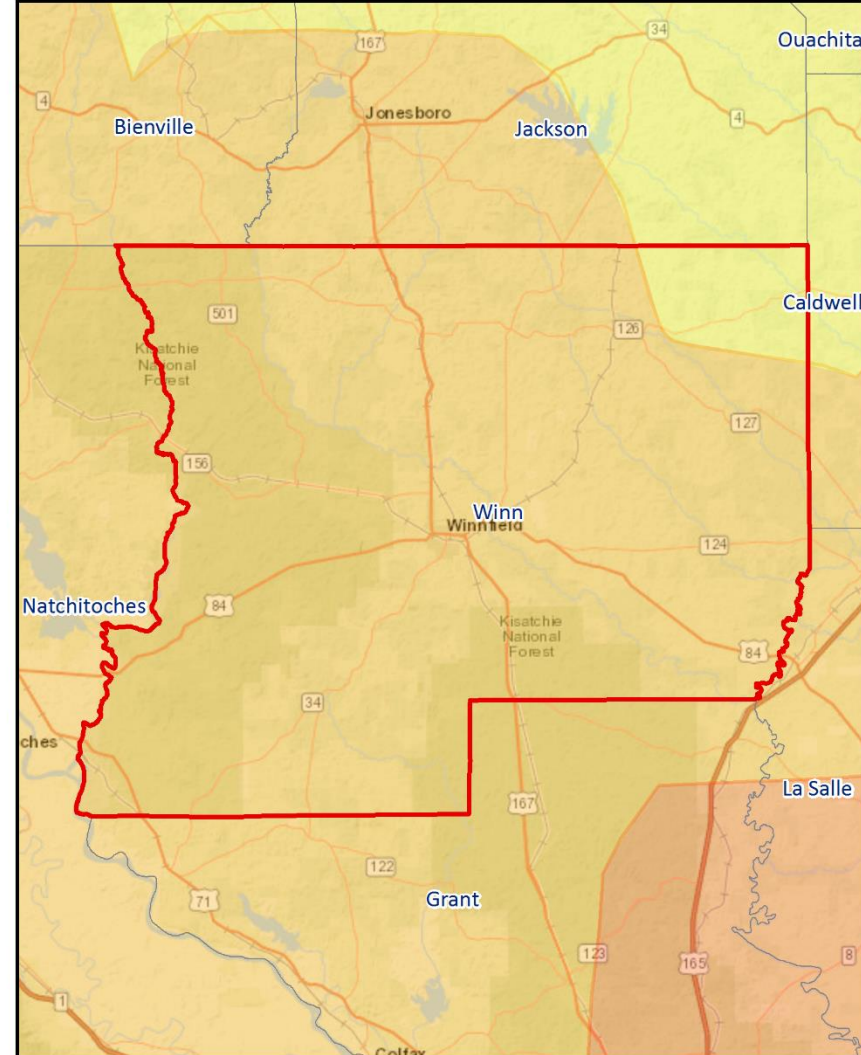 Ouachita
167
34
4
Jonesboro
Bienville
Jackson
4
Caldwell
501
126
Kisatchie
National
Forest
127
156
Winn
Winnfield
124
Natchitoches
84
Kisatchie
National
Forest
84
34
ches
La Salle
167
122
Grant
71
123
165
8
1
Colfax